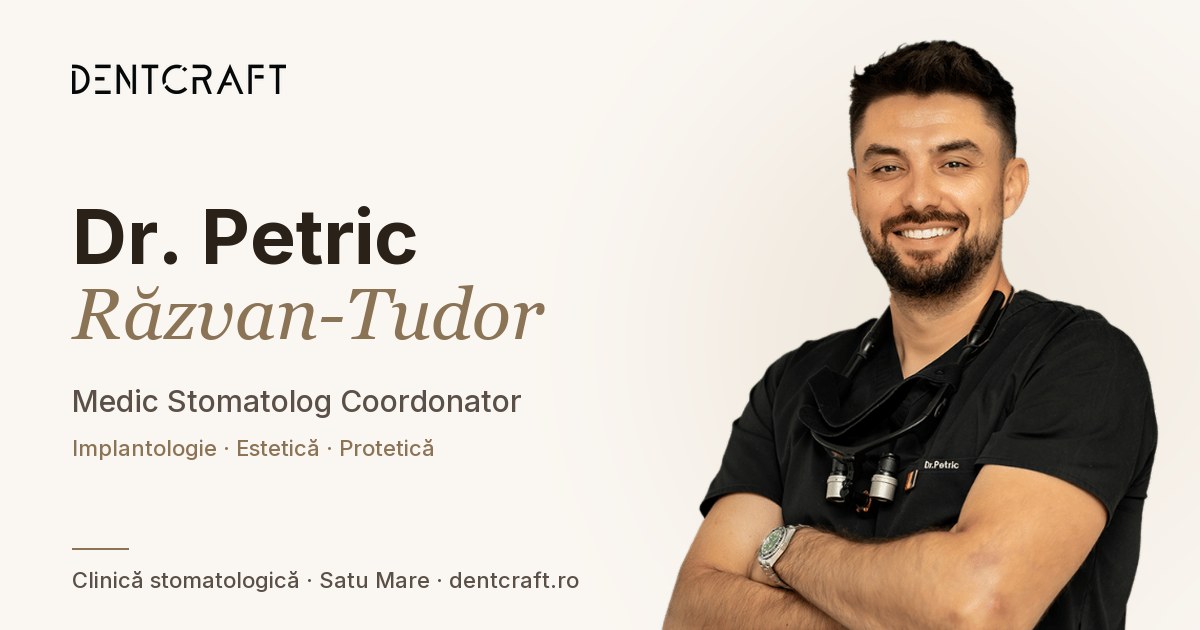 DENTCRAFT
Dr. Petric
Răzvan-Tudor
Medic Stomatolog Coordonator
Implantologie · Estetică · Protetică
Clinică stomatologică · Satu Mare · dentcraft.ro
Dr.Petric